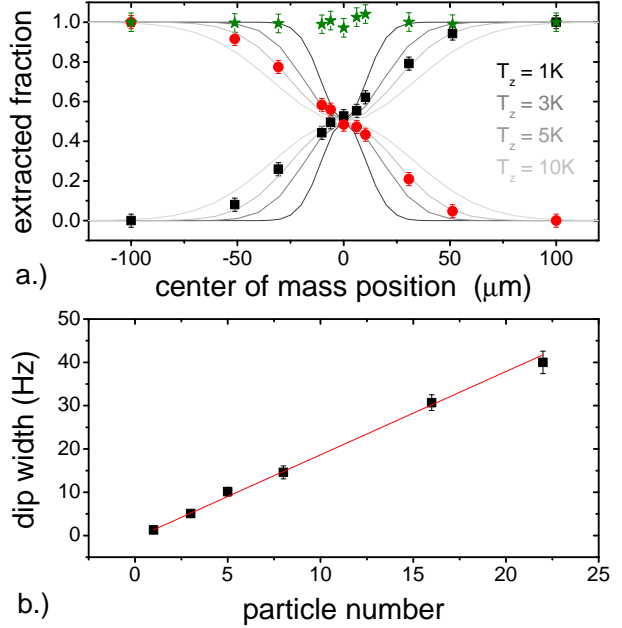 1.0
0.8
0.6
0.4
0.2
0.0
extracted fraction
T_z = 1K
T_z = 3K
T_z = 5K
T_z = 10K
-100 -50 0 50 100
a.) center of mass position (μm)
50
40
30
20
10
0
dip width (Hz)
0 5 10 15 20 25
b.) particle number